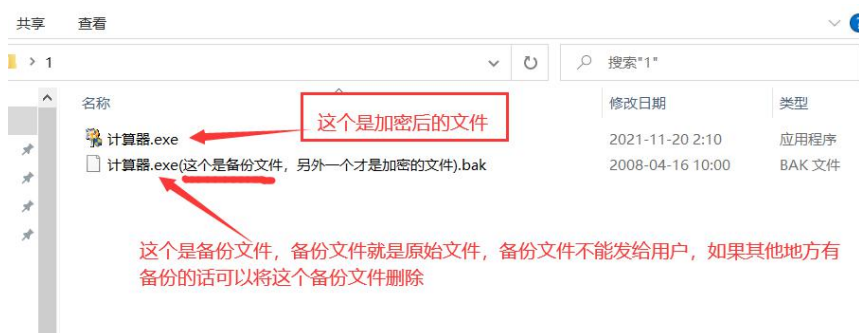 共享 查看
1 搜索"1"
名称 修改日期 类型
这个是加密后的文件
计算器.exe 2021-11-20 2:10 应用程序
计算器.exe(这个是备份文件，另外一个才是加密的文件).bak 2008-04-16 10:00 BAK 文件
这个是备份文件，备份文件就是原始文件，备份文件不能发给用户，如果其他地方有
备份的话可以将这个备份文件删除